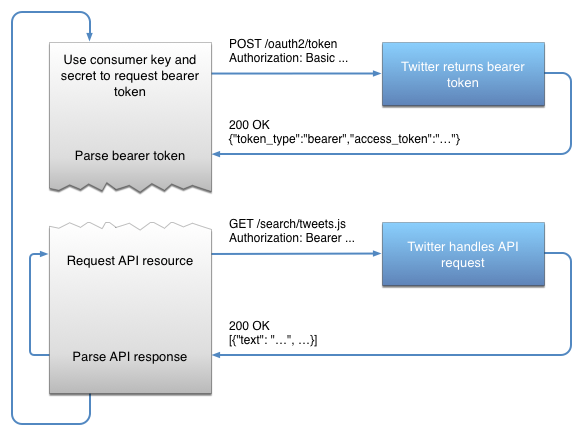 Use consumer key and
secret to request bearer
token
POST /oauth2/token
Authorization: Basic ...
Twitter returns bearer
token
200 OK
{"token_type":"bearer","access_token":"…"}
Parse bearer token
GET /search/tweets.js
Authorization: Bearer ...
Twitter handles API
request
Request API resource
200 OK
[{"text": "…", …}]
Parse API response